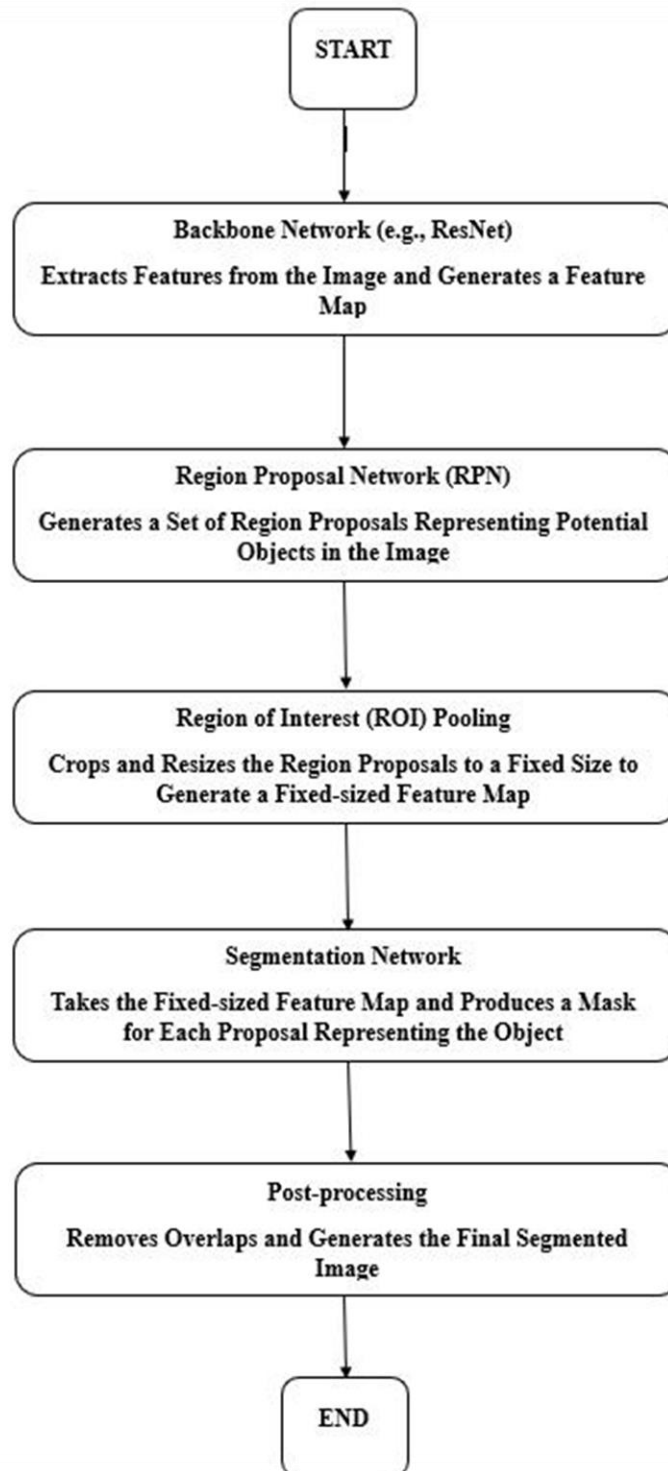 START
Backbone Network (e.g., ResNet)
Extracts Features from the Image and Generates a Feature
Map
Region Proposal Network (RPN)
Generates a Set of Region Proposals Representing Potential
Objects in the Image
Region of Interest (ROI) Pooling
Crops and Resizes the Region Proposals to a Fixed Size to
Generate a Fixed-sized Feature Map
Segmentation Network
Takes the Fixed-sized Feature Map and Produces a Mask
for Each Proposal Representing the Object
Post-processing
Removes Overlaps and Generates the Final Segmented
Image
END